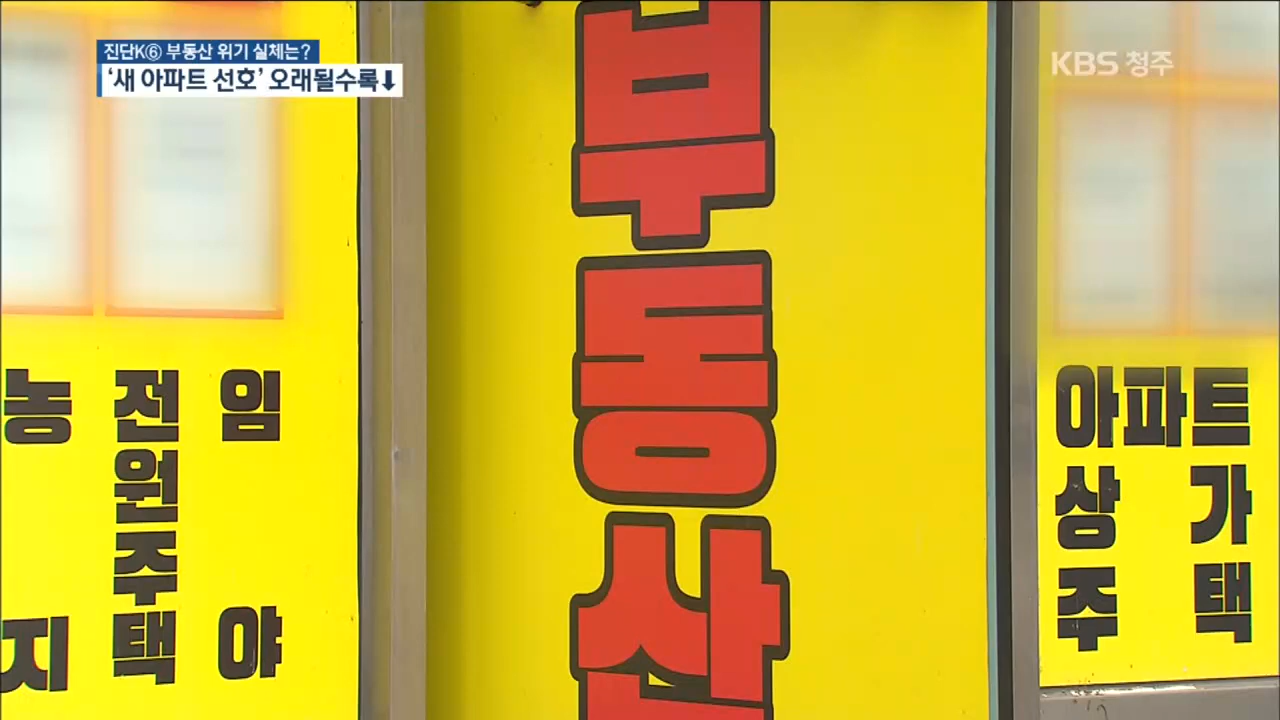 진단K⑥ 부동산 위기 실체는?
‘새 아파트 선호’ 오래될수록⬇
KBS 청주
부동산
농지
전원주택
임야
아파트
상가
주택